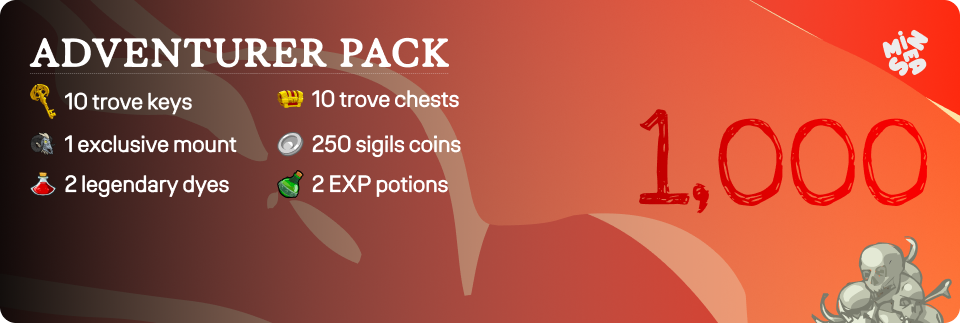 ADVENTURER PACK
10 trove keys
10 trove chests
1 exclusive mount
250 sigils coins
2 legendary dyes
2 EXP potions
1,000